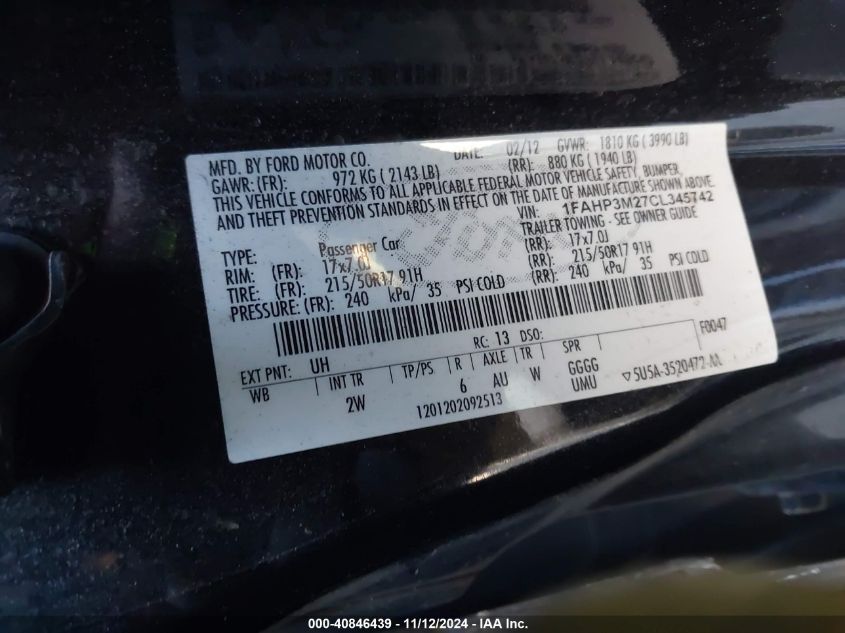 MFD. BY FORD MOTOR CO. DATE: 02/12 GVWR: 1810 KG ( 3990 LB)
GAWR: (FR): 972 KG ( 2143 LB) (RR): 880 KG ( 1940 LB)
THIS VEHICLE CONFORMS TO ALL APPLICABLE FEDERAL MOTOR VEHICLE SAFETY, BUMPER,
AND THEFT PREVENTION STANDARDS IN EFFECT ON THE DATE OF MANUFACTURE SHOWN ABOVE.
VIN: 1FAHP3M27CL345742
TYPE: Passenger Car TRAILER TOWING - SEE OWNER GUIDE
RIM: (FR): 17x7.0J (RR): 17x7.0J
TIRE: (FR): 215/50R17 91H (RR): 215/50R17 91H
PRESSURE: (FR): 240 kPa/ 35 PSI COLD (RR): 240 kPa/ 35 PSI COLD
RC: 13 DSO: F0047
EXT PNT: UH
WB INT TR TP/PS R AXLE TR SPR
2W 6 AU W GGGG
UMU
1201202092513 ▽5U5A-3520472-AA
000-40846439 - 11/12/2024 - IAA Inc.